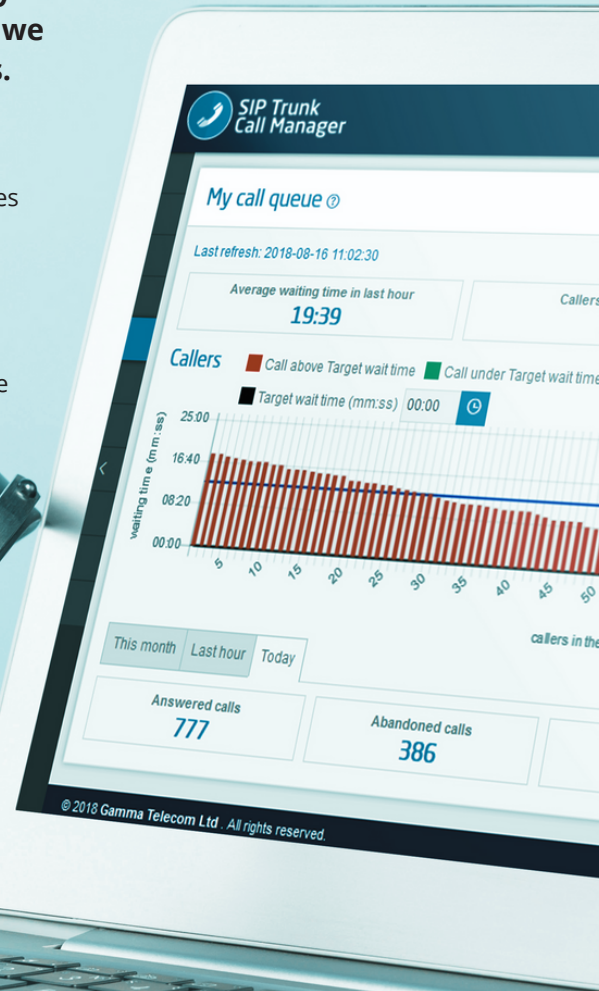 we
s.
es
e
SIP Trunk
Call Manager
My call queue ?
Last refresh: 2018-08-16 11:02:30
Average waiting time in last hour
19:39
Callers
Callers
Call above Target wait time
Call under Target wait time
Target wait time (mm:ss) 00:00
waiting time (mm:ss)
25:00
16:40
08:20
00:00
5 10 15 20 25 30 35 40 45 50
callers in the
This month Last hour Today
Answered calls
777
Abandoned calls
386
© 2018 Gamma Telecom Ltd . All rights reserved.